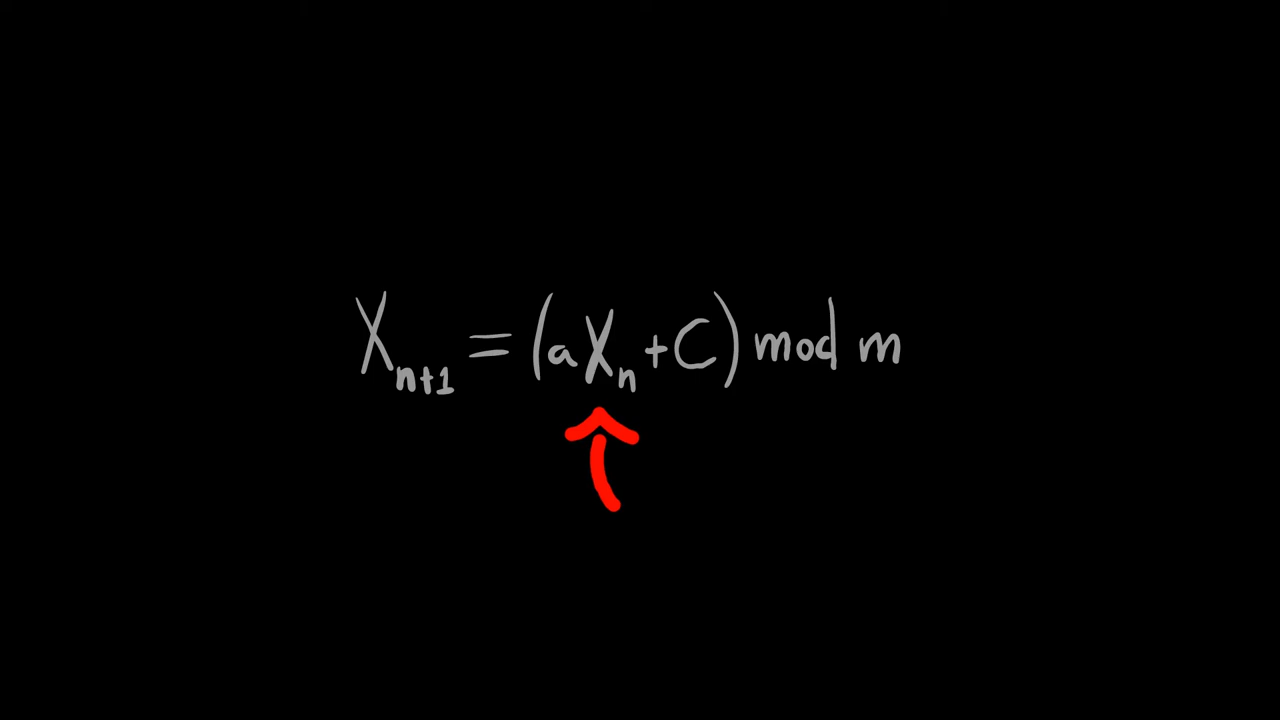 Xₙ₊₁ = (aXₙ + C) mod m